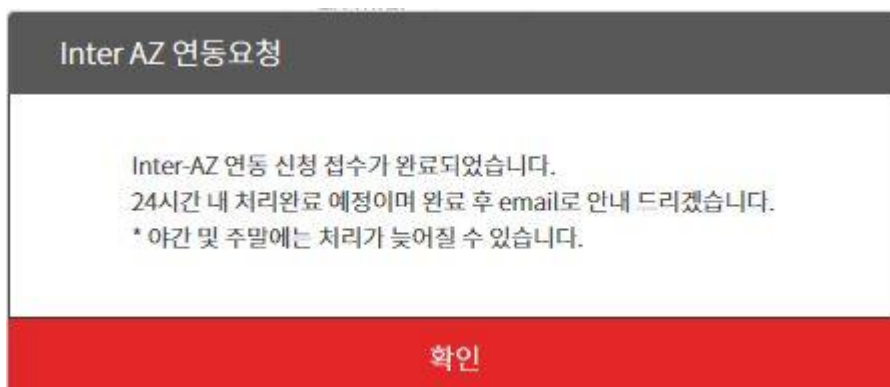 Inter AZ 연동요청
Inter-AZ 연동 신청 접수가 완료되었습니다.
24시간 내 처리완료 예정이며 완료 후 email로 안내 드리겠습니다.
* 야간 및 주말에는 처리가 늦어질 수 있습니다.
확인